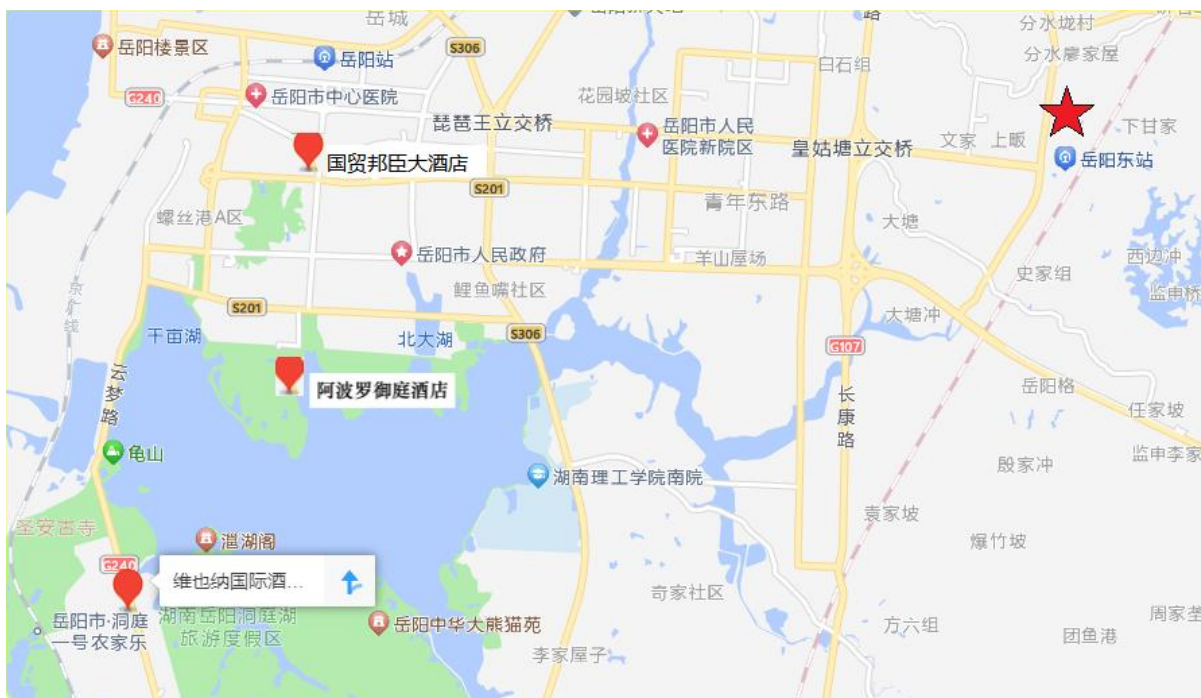 岳城
路
分水垅村
岳阳楼景区
岳阳站
S306
分水廖家屋
白石组
G240
岳阳市中心医院
花园坡社区
琵琶王立交桥
岳阳市人民
医院新院区
皇姑塘立交桥
文家
上畈
下甘家
国贸邦臣大酒店
岳阳东站
S201
青年东路
螺丝港A区
大塘
岳阳市人民政府
羊山屋场
西边冲
史家组
京广线
鲤鱼嘴社区
监申桥
S201
大塘冲
干亩湖
北大湖
S306
G107
云梦路
阿波罗御庭酒店
长康路
岳阳格
任家坡
龟山
监申李家
殷家冲
湖南理工学院南院
圣安古寺
袁家坡
淄湖阁
爆竹坡
G240
维也纳国际酒...
奇家社区
岳阳市·洞庭
一号农家乐
湖南岳阳洞庭湖
旅游度假区
岳阳中华大熊猫苑
方六组
周家垄
团鱼港
李家屋子